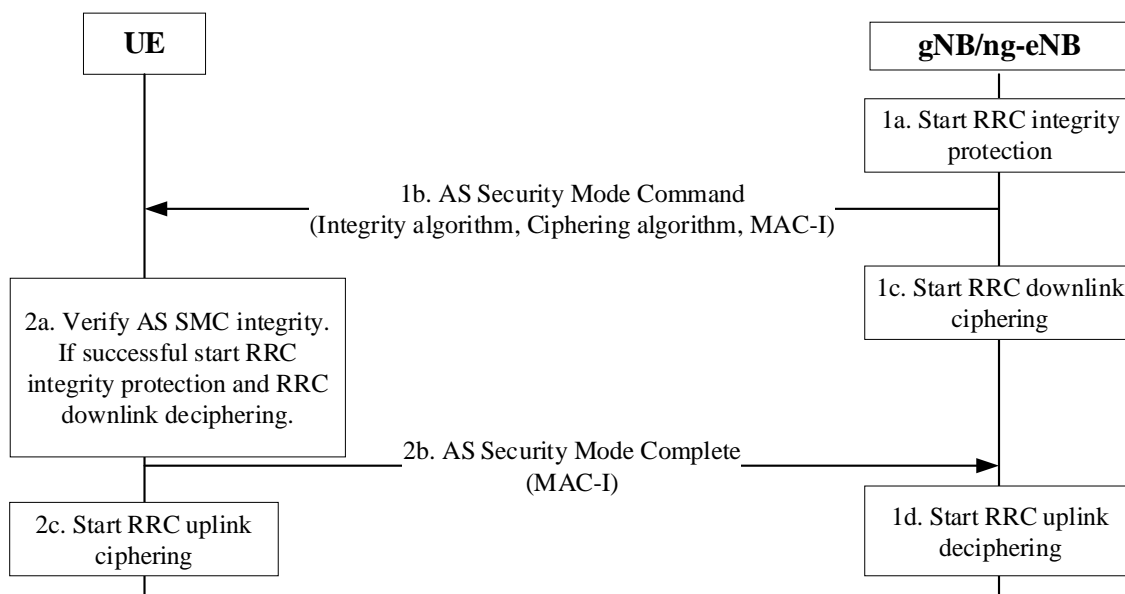 UE
gNB/ng-eNB
1a. Start RRC integrity
protection
1b. AS Security Mode Command
(Integrity algorithm, Ciphering algorithm, MAC-I)
1c. Start RRC downlink
ciphering
2a. Verify AS SMC integrity.
If successful start RRC
integrity protection and RRC
downlink deciphering.
2b. AS Security Mode Complete
(MAC-I)
2c. Start RRC uplink
ciphering
1d. Start RRC uplink
deciphering